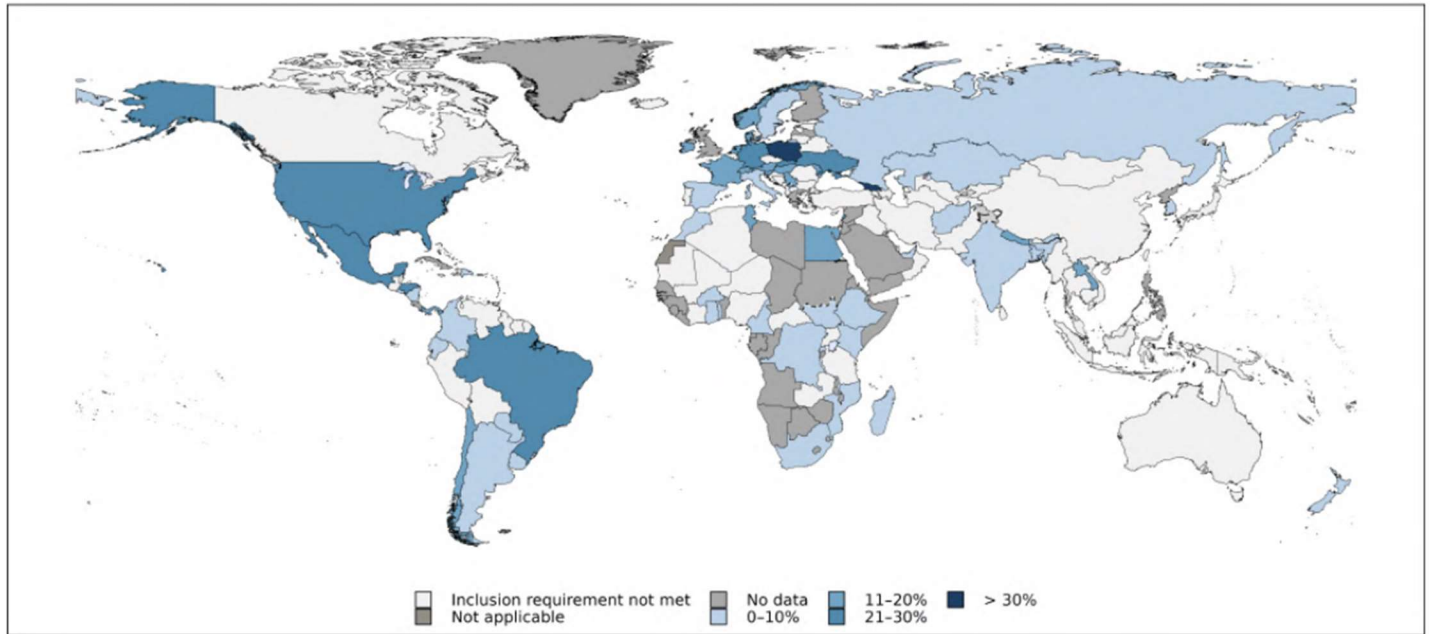 Inclusion requirement not met
Not applicable
No data
0–10%
11–20%
21–30%
> 30%